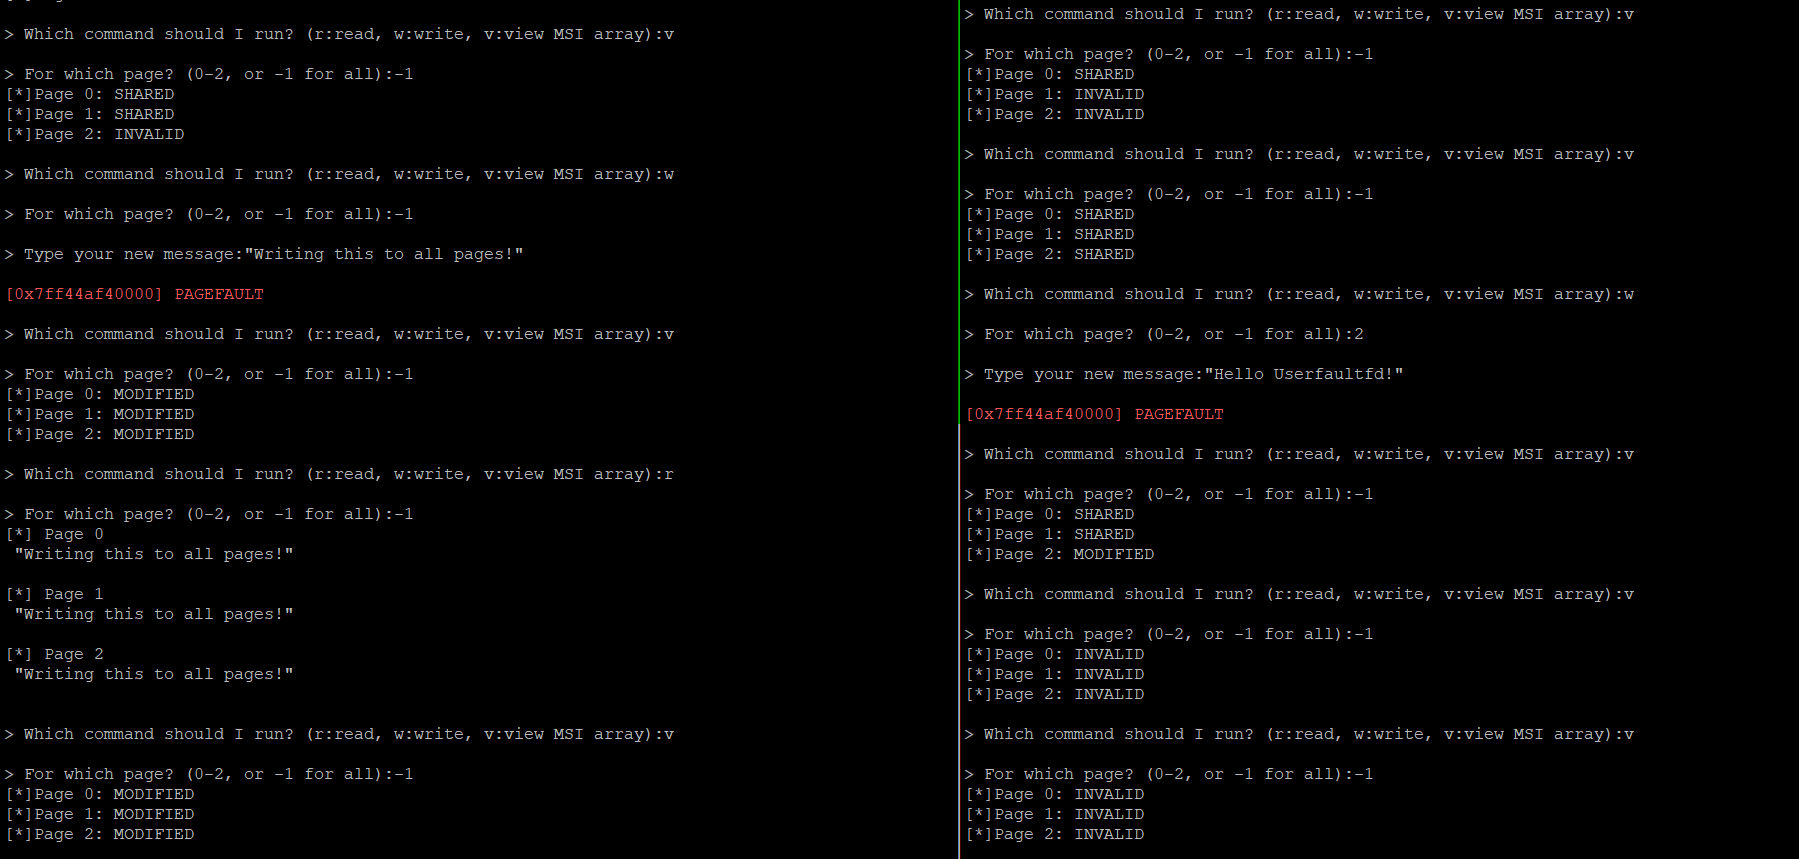 > Which command should I run? (r:read, w:write, v:view MSI array):v
> For which page? (0-2, or -1 for all):-1
[*]Page 0: SHARED
[*]Page 1: SHARED
[*]Page 2: INVALID
> Which command should I run? (r:read, w:write, v:view MSI array):w
> For which page? (0-2, or -1 for all):-1
> Type your new message:"Writing this to all pages!"
[0x7ff44af40000] PAGEFAULT
> Which command should I run? (r:read, w:write, v:view MSI array):v
> For which page? (0-2, or -1 for all):-1
[*]Page 0: MODIFIED
[*]Page 1: MODIFIED
[*]Page 2: MODIFIED
> Which command should I run? (r:read, w:write, v:view MSI array):r
> For which page? (0-2, or -1 for all):-1
[*] Page 0
"Writing this to all pages!"
[*] Page 1
"Writing this to all pages!"
[*] Page 2
"Writing this to all pages!"
> Which command should I run? (r:read, w:write, v:view MSI array):v
> For which page? (0-2, or -1 for all):-1
[*]Page 0: MODIFIED
[*]Page 1: MODIFIED
[*]Page 2: MODIFIED
> Which command should I run? (r:read, w:write, v:view MSI array):v
> For which page? (0-2, or -1 for all):-1
[*]Page 0: SHARED
[*]Page 1: INVALID
[*]Page 2: INVALID
> Which command should I run? (r:read, w:write, v:view MSI array):v
> For which page? (0-2, or -1 for all):-1
[*]Page 0: SHARED
[*]Page 1: SHARED
[*]Page 2: SHARED
> Which command should I run? (r:read, w:write, v:view MSI array):w
> For which page? (0-2, or -1 for all):2
> Type your new message:"Hello Userfaultfd!"
[0x7ff44af40000] PAGEFAULT
> Which command should I run? (r:read, w:write, v:view MSI array):v
> For which page? (0-2, or -1 for all):-1
[*]Page 0: SHARED
[*]Page 1: SHARED
[*]Page 2: MODIFIED
> Which command should I run? (r:read, w:write, v:view MSI array):v
> For which page? (0-2, or -1 for all):-1
[*]Page 0: INVALID
[*]Page 1: INVALID
[*]Page 2: INVALID
> Which command should I run? (r:read, w:write, v:view MSI array):v
> For which page? (0-2, or -1 for all):-1
[*]Page 0: INVALID
[*]Page 1: INVALID
[*]Page 2: INVALID